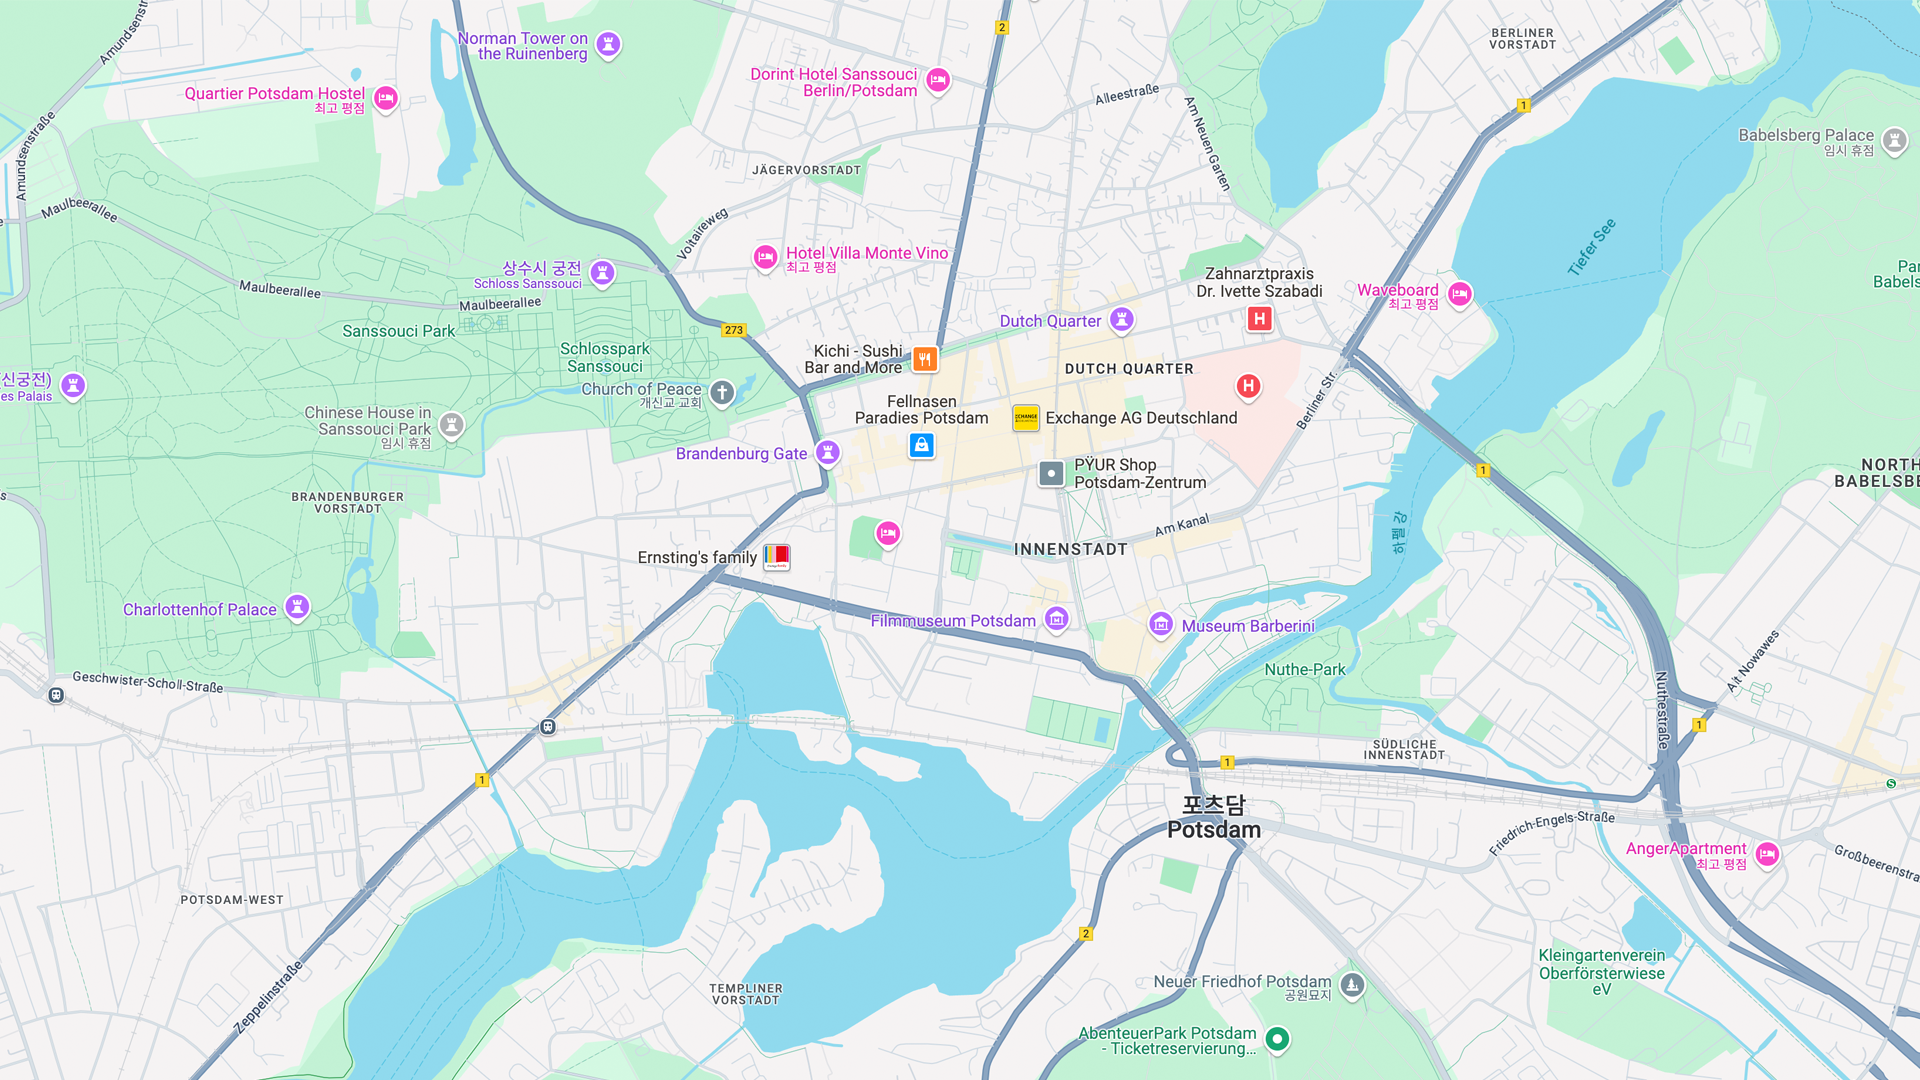 Amundsenstr
2
BERLINER
VORSTADT
Norman Tower on
the Ruinenberg
Dorint Hotel Sanssouci
Berlin/Potsdam
Quartier Potsdam Hostel
최고 평점
Alleestraße
Am Neuen Garten
1
Babelsberg Palace
임시 휴점
Amundsenstraße
JÄGERVORSTADT
Maulbeerallee
Voltaireweg
Tiefer See
Hotel Villa Monte Vino
최고 평점
상수시 궁전
Schloss Sanssouci
Zahnarztpraxis
Dr. Ivette Szabadi
Par
Babels
Maulbeerallee
Maulbeerallee
Waveboard
최고 평점
Dutch Quarter
H
Sanssouci Park
273
Schlosspark
Sanssouci
Kichi - Sushi
Bar and More
DUTCH QUARTER
(신궁전)
es Palais
Church of Peace
개신교 교회
H
Berliner Str.
Fellnasen
Paradies Potsdam
EXCHANGE
Exchange AG Deutschland
Chinese House in
Sanssouci Park
임시 휴점
Brandenburg Gate
PŸUR Shop
Potsdam-Zentrum
1
NORTH
BABELSBE
s
BRANDENBURGER
VORSTADT
Am Kanal
하펠 강
INNENSTADT
Ernsting's family
Charlottenhof Palace
Filmmuseum Potsdam
Museum Barberini
Nuthe-Park
Alt Nowawes
Geschwister-Scholl-Straße
Nuthestraße
1
SÜDLICHE
INNENSTADT
1
1
S
포츠담
Potsdam
Friedrich-Engels-Straße
AngerApartment
최고 평점
Großbeerenstra
POTSDAM-WEST
2
Kleingartenverein
Oberförsterwiese
eV
Zeppelinstraße
TEMPLINER
VORSTADT
Neuer Friedhof Potsdam
공원묘지
AbenteuerPark Potsdam
- Ticketreservierung...